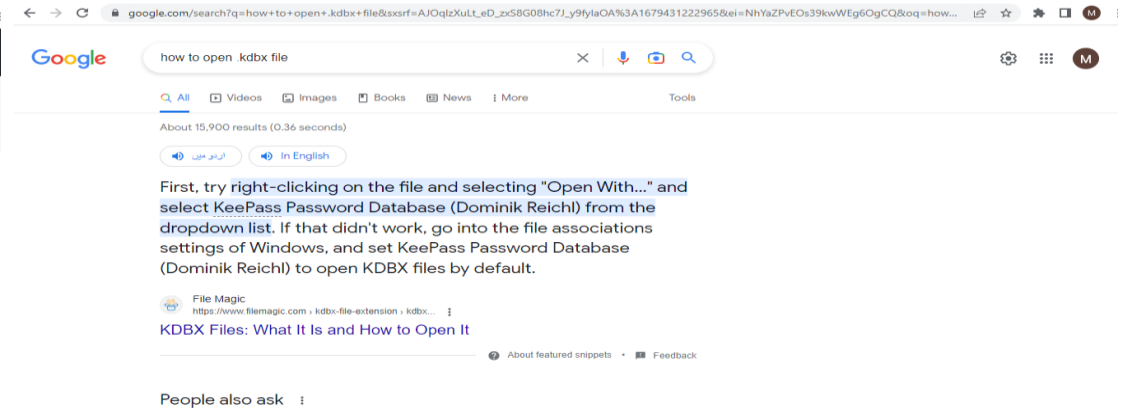 google.com/search?q=how+to+open+.kdbx+file&sxsrf=AJOqlzXuLt_eD_zxS8G08hc7J_y9fylaOA%3A1679431222965&ei=NhYaZPvEOs39kwWEg6OgCQ&oq=how... M
Google how to open .kdbx file M
All Videos Images Books News More Tools
About 15,900 results (0.36 seconds)
اردو میں In English
First, try right-clicking on the file and selecting "Open With..." and
select KeePass Password Database (Dominik Reichl) from the
dropdown list. If that didn't work, go into the file associations
settings of Windows, and set KeePass Password Database
(Dominik Reichl) to open KDBX files by default.
File Magic
https://www.filemagic.com › kdbx-file-extension › kdbx...
KDBX Files: What It Is and How to Open It
About featured snippets • Feedback
People also ask